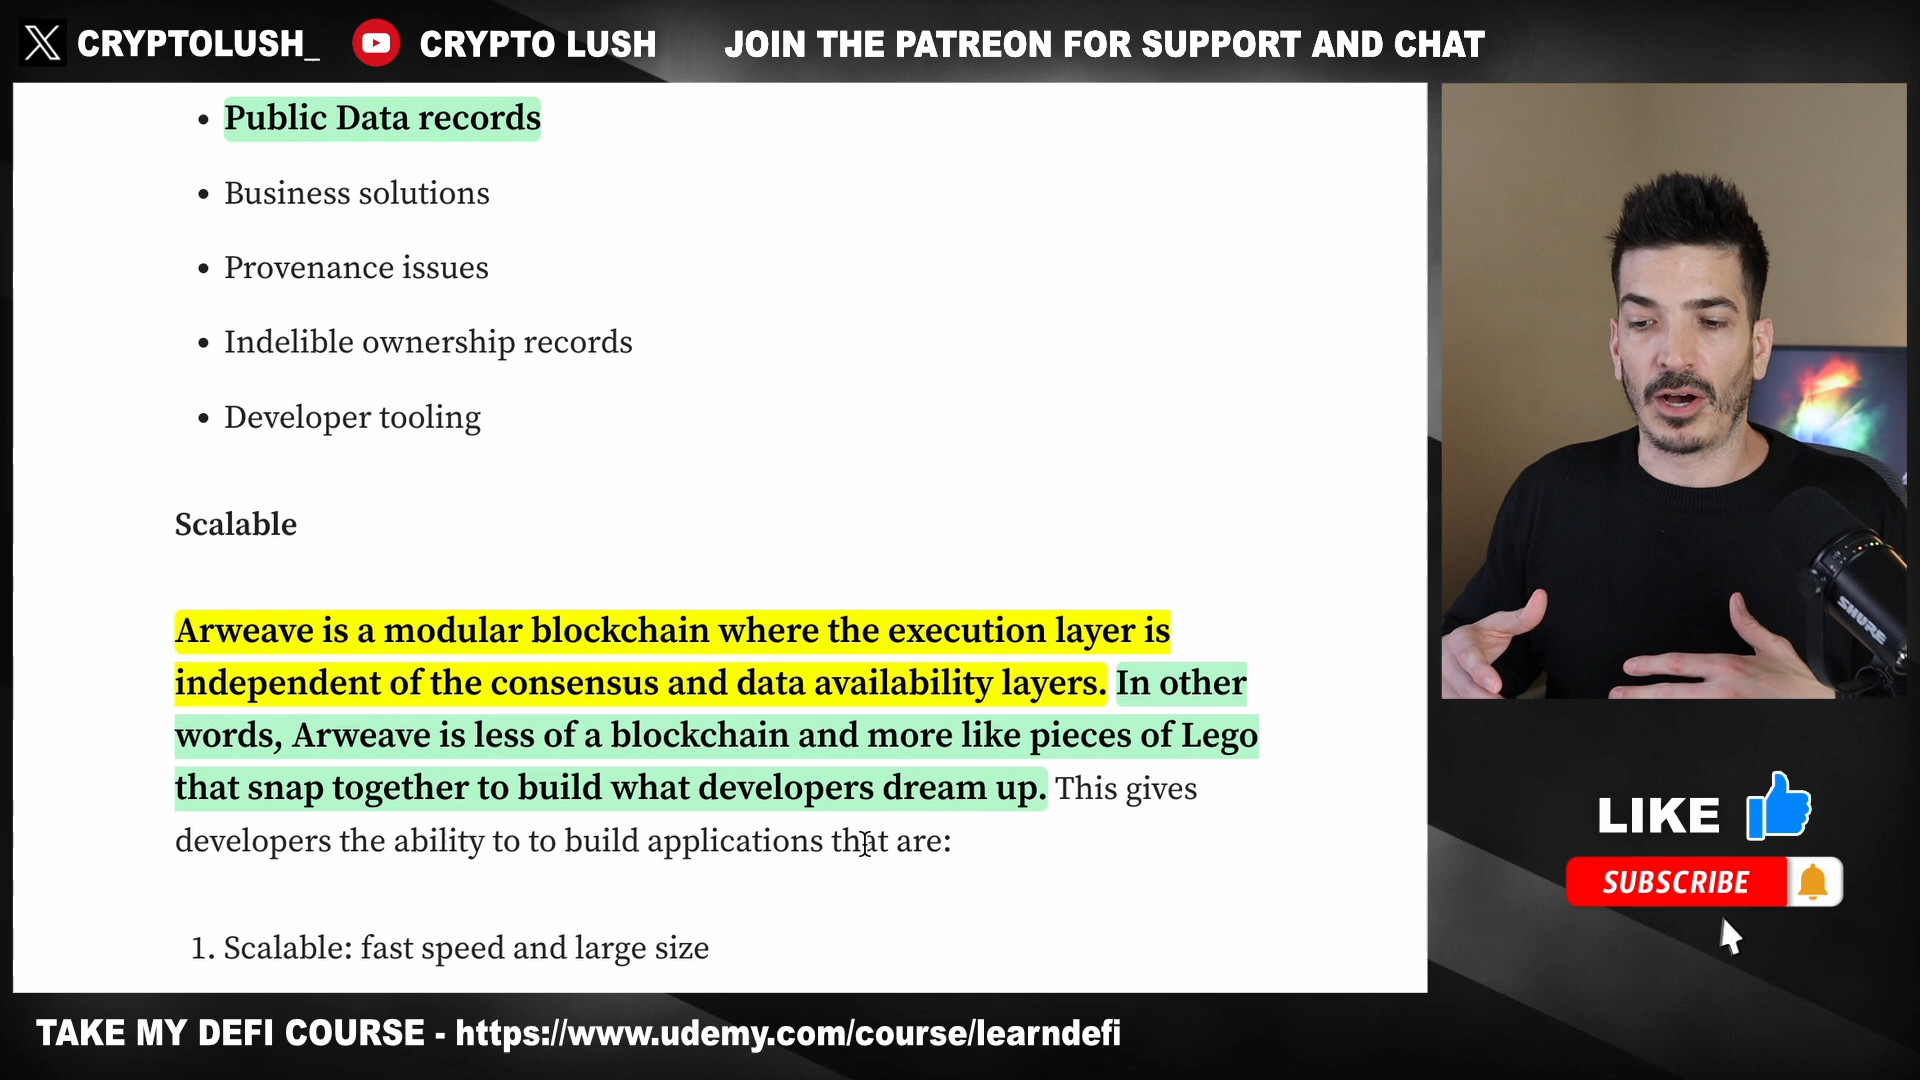 CRYPTOLUSH_ CRYPTO LUSH JOIN THE PATREON FOR SUPPORT AND CHAT
• Public Data records
• Business solutions
• Provenance issues
• Indelible ownership records
• Developer tooling
Scalable
Arweave is a modular blockchain where the execution layer is
independent of the consensus and data availability layers. In other
words, Arweave is less of a blockchain and more like pieces of Lego
that snap together to build what developers dream up. This gives
developers the ability to to build applications that are:
1. Scalable: fast speed and large size
SHURE
LIKE
SUBSCRIBE
TAKE MY DEFI COURSE - https://www.udemy.com/course/learndefi